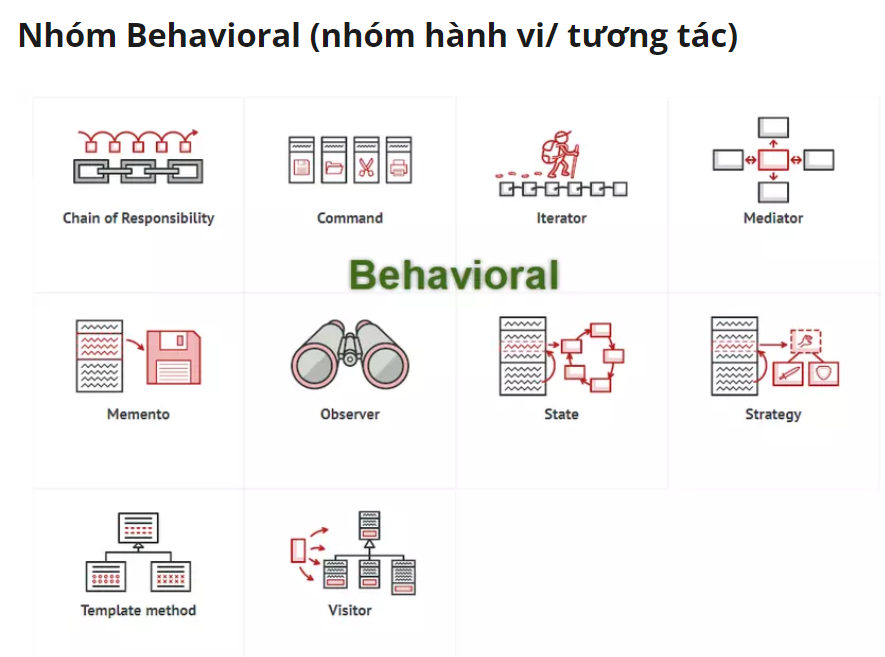 Nhóm Behavioral (nhóm hành vi/ tương tác)
Chain of Responsibility
Command
Iterator
Mediator
Behavioral
Memento
Observer
State
Strategy
Template method
Visitor